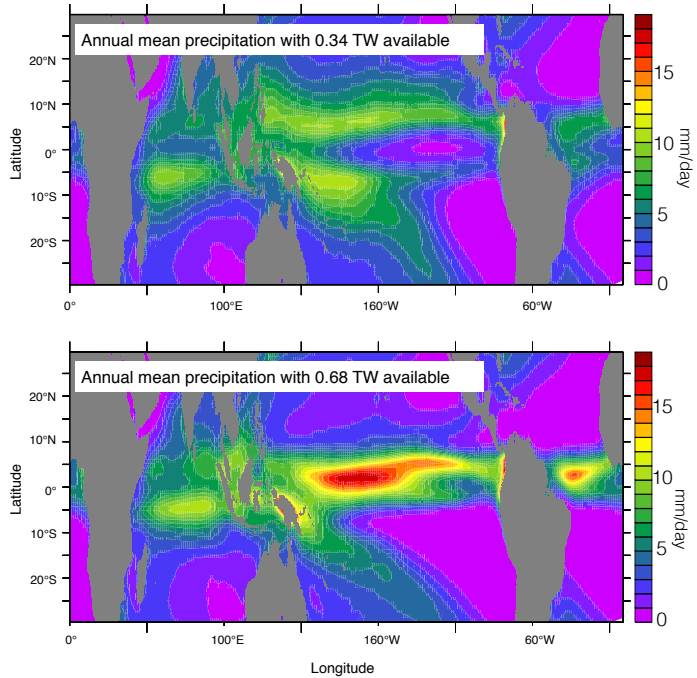 Annual mean precipitation with 0.34 TW available
20°N
10°N
0°
10°S
20°S
Latitude
0°
100°E
160°W
60°W
15
10
5
0
mm/day
Annual mean precipitation with 0.68 TW available
20°N
10°N
0°
10°S
20°S
Latitude
0°
100°E
160°W
60°W
15
10
5
0
mm/day
Longitude